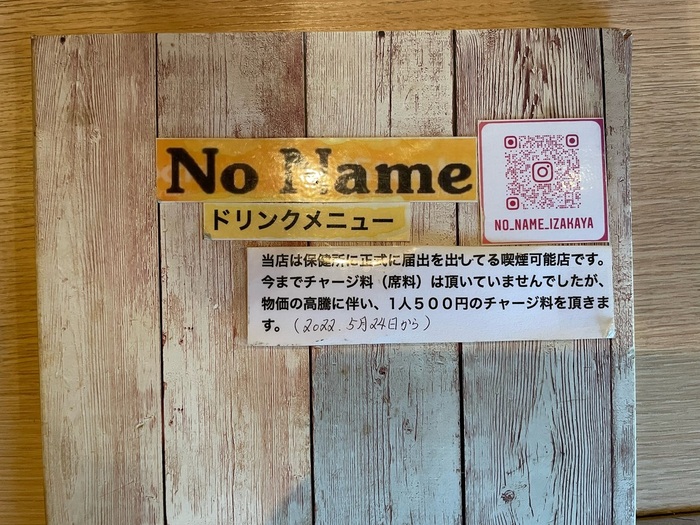 No Name
NO_NAME_IZAKAYA
ドリンクメニュー
当店は保健所に正式に届出を出してる喫煙可能店です。
今までチャージ料（席料）は頂いていませんでしたが、
物価の高騰に伴い、1人５００円のチャージ料を頂きま
す。（2022.5月24日から）